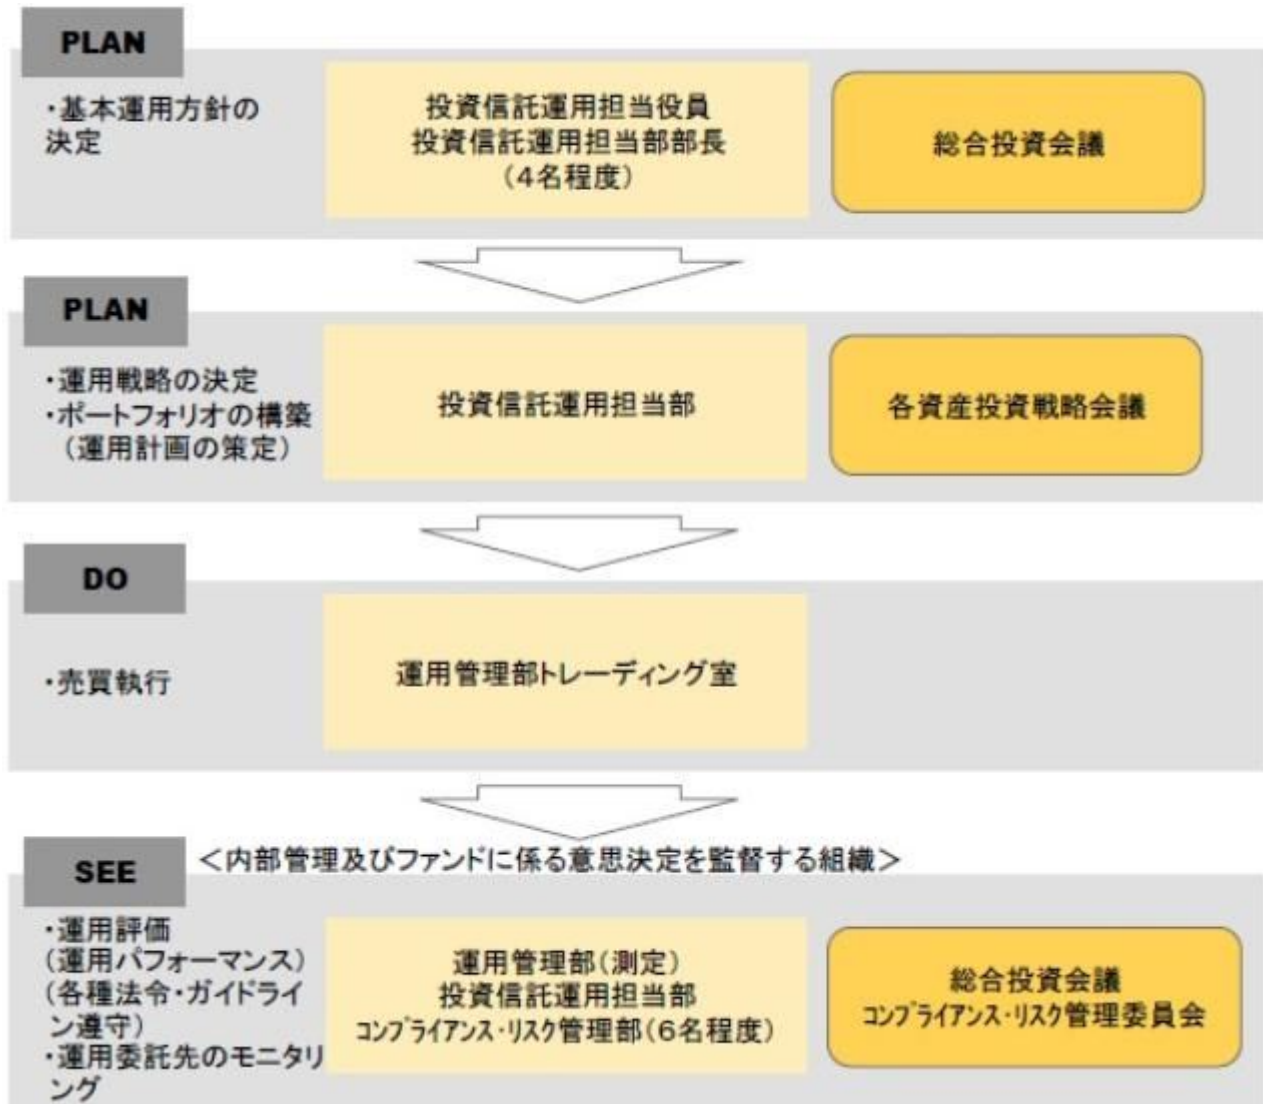 PLAN
・基本運用方針の
決定
投資信託運用担当役員
投資信託運用担当部部長
（4名程度）
総合投資会議
PLAN
・運用戦略の決定
・ポートフォリオの構築
（運用計画の策定）
投資信託運用担当部
各資産投資戦略会議
DO
・売買執行
運用管理部トレーディング室
SEE
＜内部管理及びファンドに係る意思決定を監督する組織＞
・運用評価
(運用パフォーマンス)
(各種法令・ガイドライ
ン遵守)
・運用委託先のモニタリ
ング
運用管理部（測定）
投資信託運用担当部
ｺﾝﾌﾟﾗｲｱﾝｽ・ﾘｽｸ管理部（6名程度）
総合投資会議
ｺﾝﾌﾟﾗｲｱﾝｽ・ﾘｽｸ管理委員会